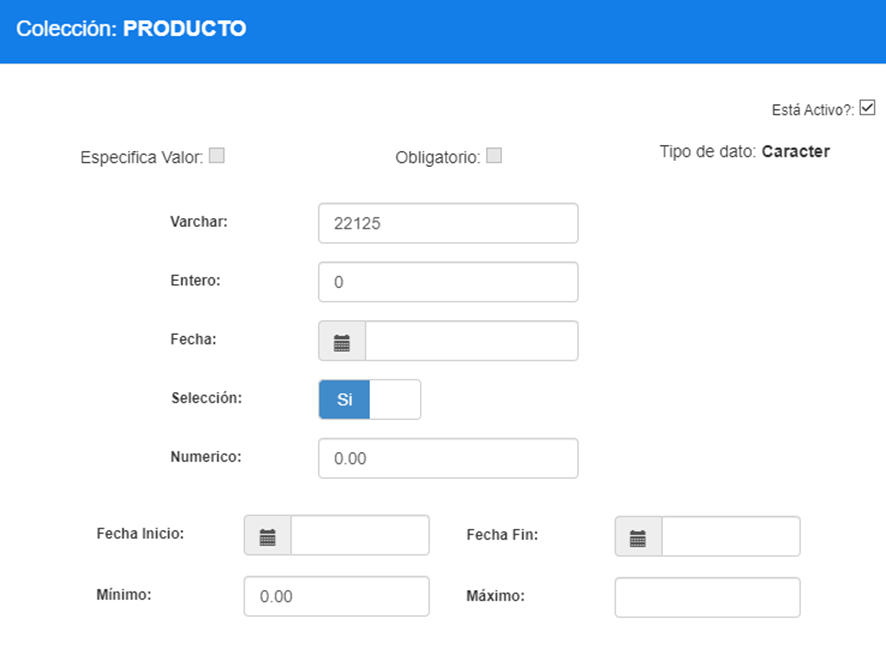 Colección: PRODUCTO
Está Activo?:
Especifica Valor:
Obligatorio:
Tipo de dato: Caracter
Varchar:
22125
Entero:
0
Fecha:
Selección:
Si
Numerico:
0.00
Fecha Inicio:
Fecha Fin:
Mínimo:
0.00
Máximo: